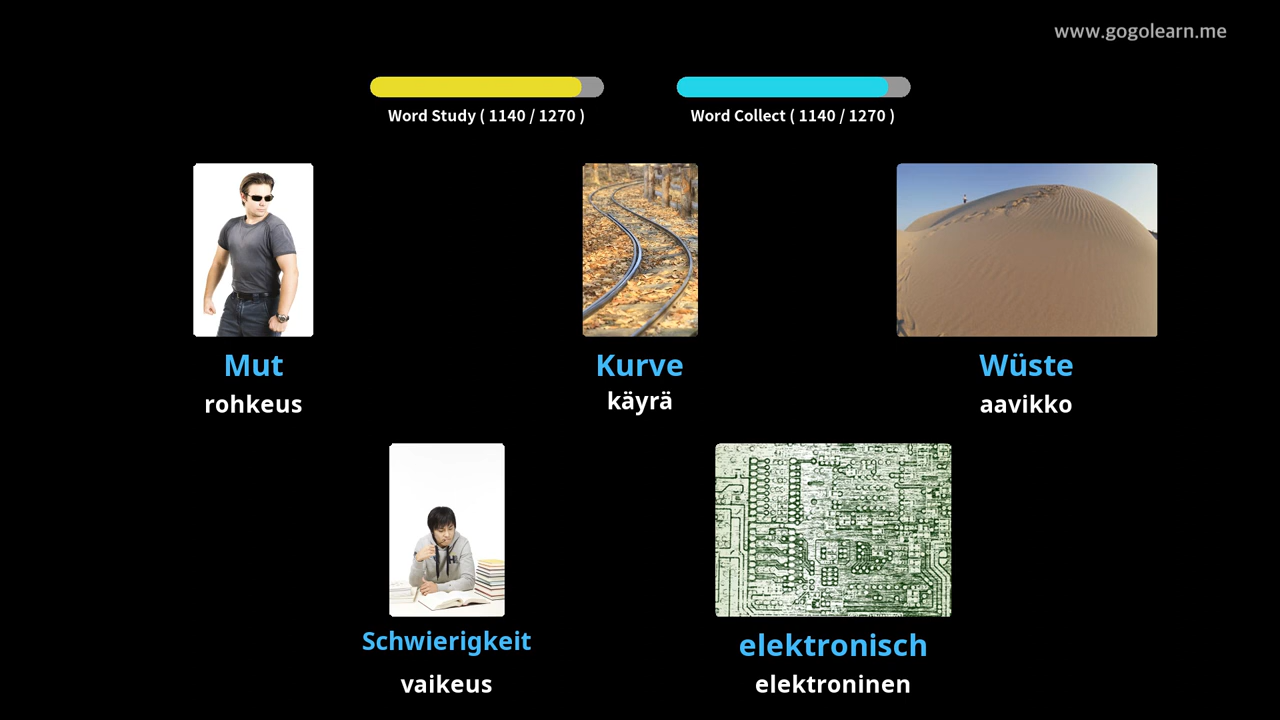 www.gogolearn.me
Word Study ( 1140 / 1270 )
Word Collect ( 1140 / 1270 )
Mut
rohkeus
Kurve
käyrä
Wüste
aavikko
Schwierigkeit
vaikeus
elektronisch
elektroninen